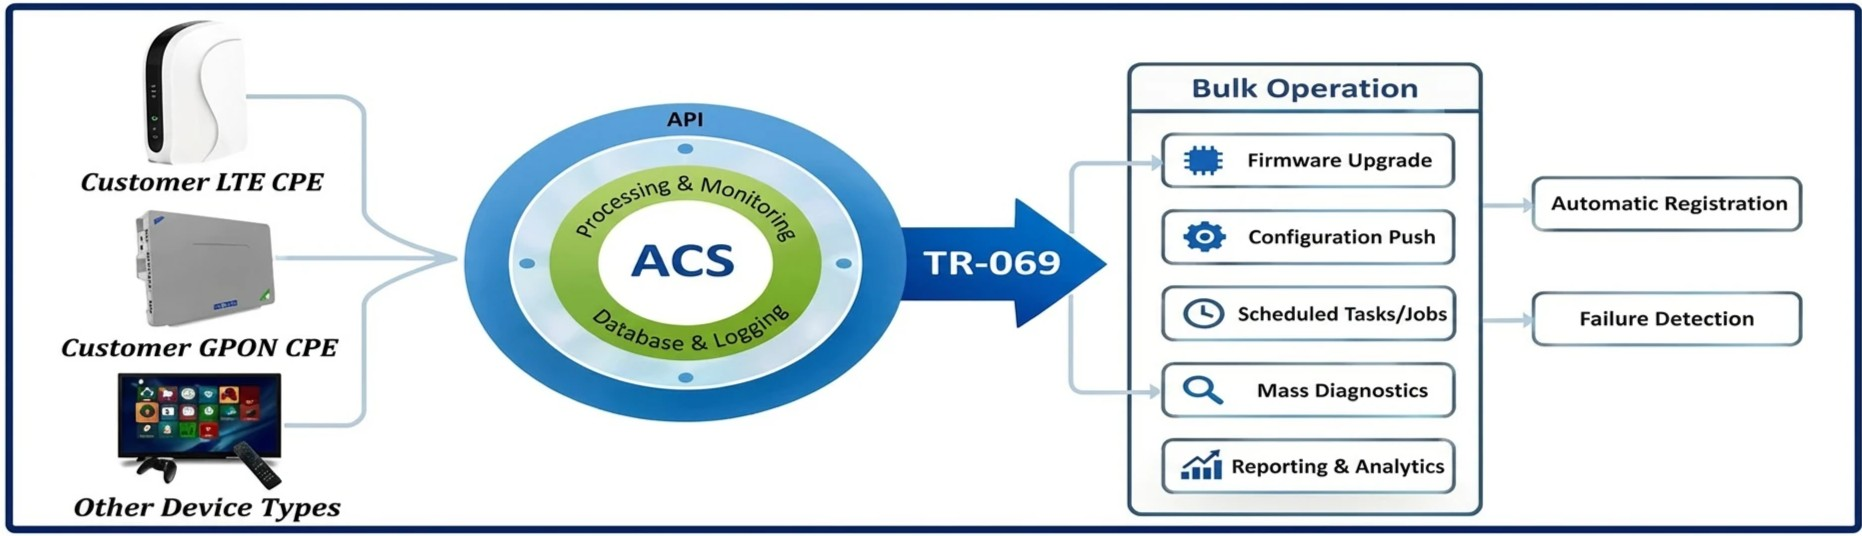 Customer LTE CPE
Customer GPON CPE
Other Device Types
API
Processing & Monitoring
ACS
Database & Logging
TR-069
Bulk Operation
Firmware Upgrade
Configuration Push
Scheduled Tasks/Jobs
Mass Diagnostics
Reporting & Analytics
Automatic Registration
Failure Detection